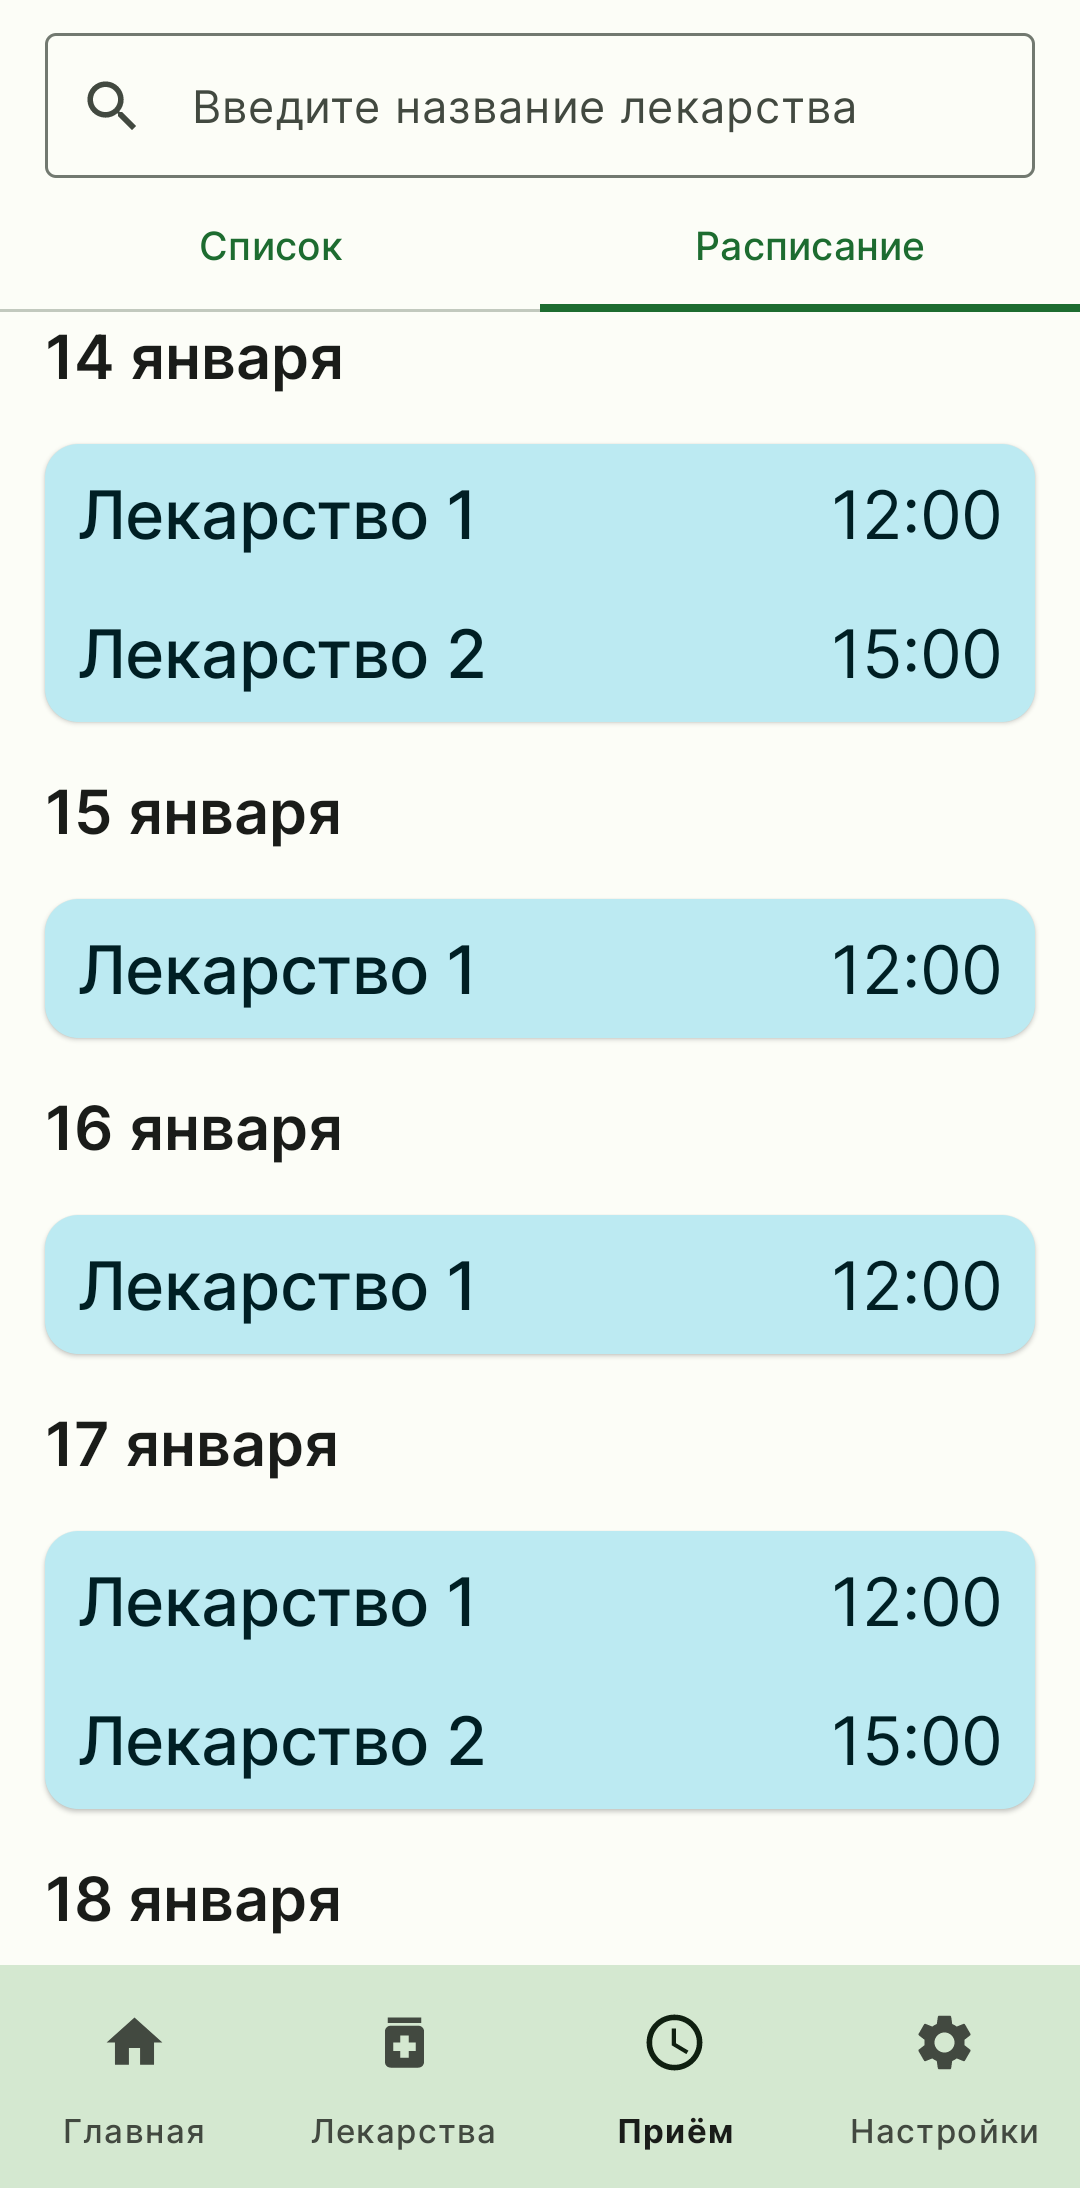 Введите название лекарства
Список Расписание
14 января
Лекарство 1 12:00
Лекарство 2 15:00
15 января
Лекарство 1 12:00
16 января
Лекарство 1 12:00
17 января
Лекарство 1 12:00
Лекарство 2 15:00
18 января
Главная Лекарства Приём Настройки